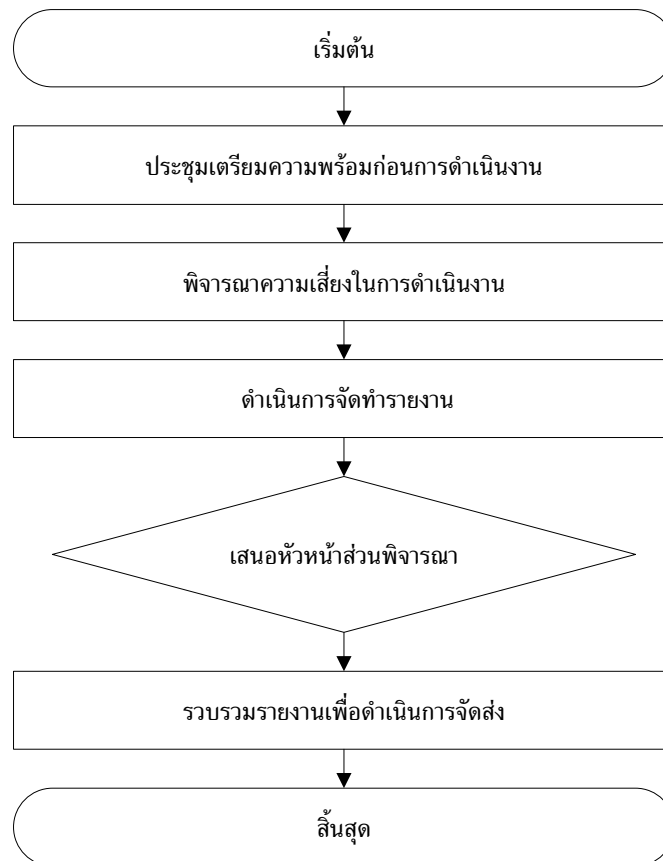 เริ่มต้น
ประชุมเตรียมความพร้อมก่อนการดำเนินงาน
พิจารณาความเสี่ยงในการดำเนินงาน
ดำเนินการจัดทำรายงาน
เสนอหัวหน้าส่วนพิจารณา
รวบรวมรายงานเพื่อดำเนินการจัดส่ง
สิ้นสุด